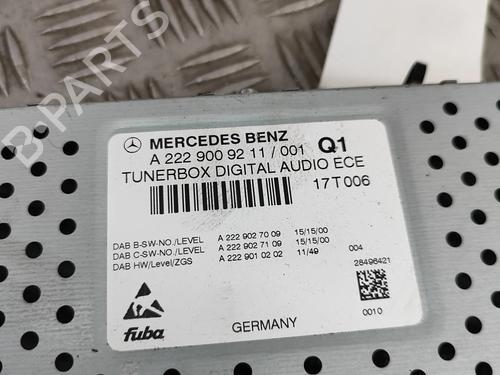 MERCEDES BENZ
A 222 900 92 11 / 001 Q1
TUNERBOX DIGITAL AUDIO ECE
17T006
DAB B-SW-NO./LEVEL A 222 902 70 09 15/15/00
DAB C-SW-NO./LEVEL A 222 902 71 09 15/15/00
DAB HW/Level/ZGS A 222 901 02 02 11/49 004
28496421
fuba
GERMANY
0010